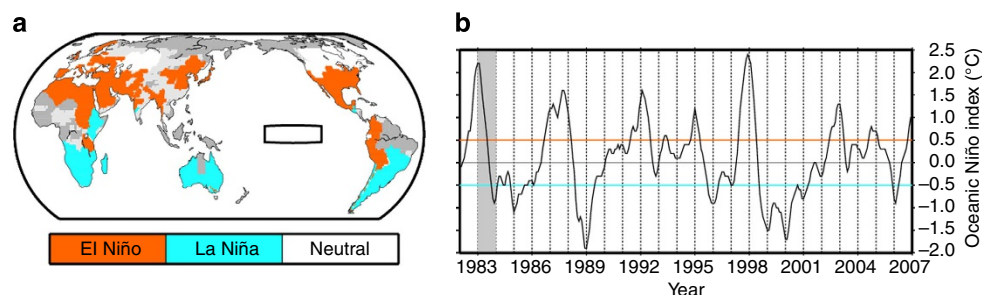 a
El Niño
La Niña
Neutral
b
2.5
2.0
1.5
1.0
0.5
0.0
−0.5
−1.0
−1.5
−2.0
Oceanic Niño index (°C)
1983 1986 1989 1992 1995 1998 2001 2004 2007
Year